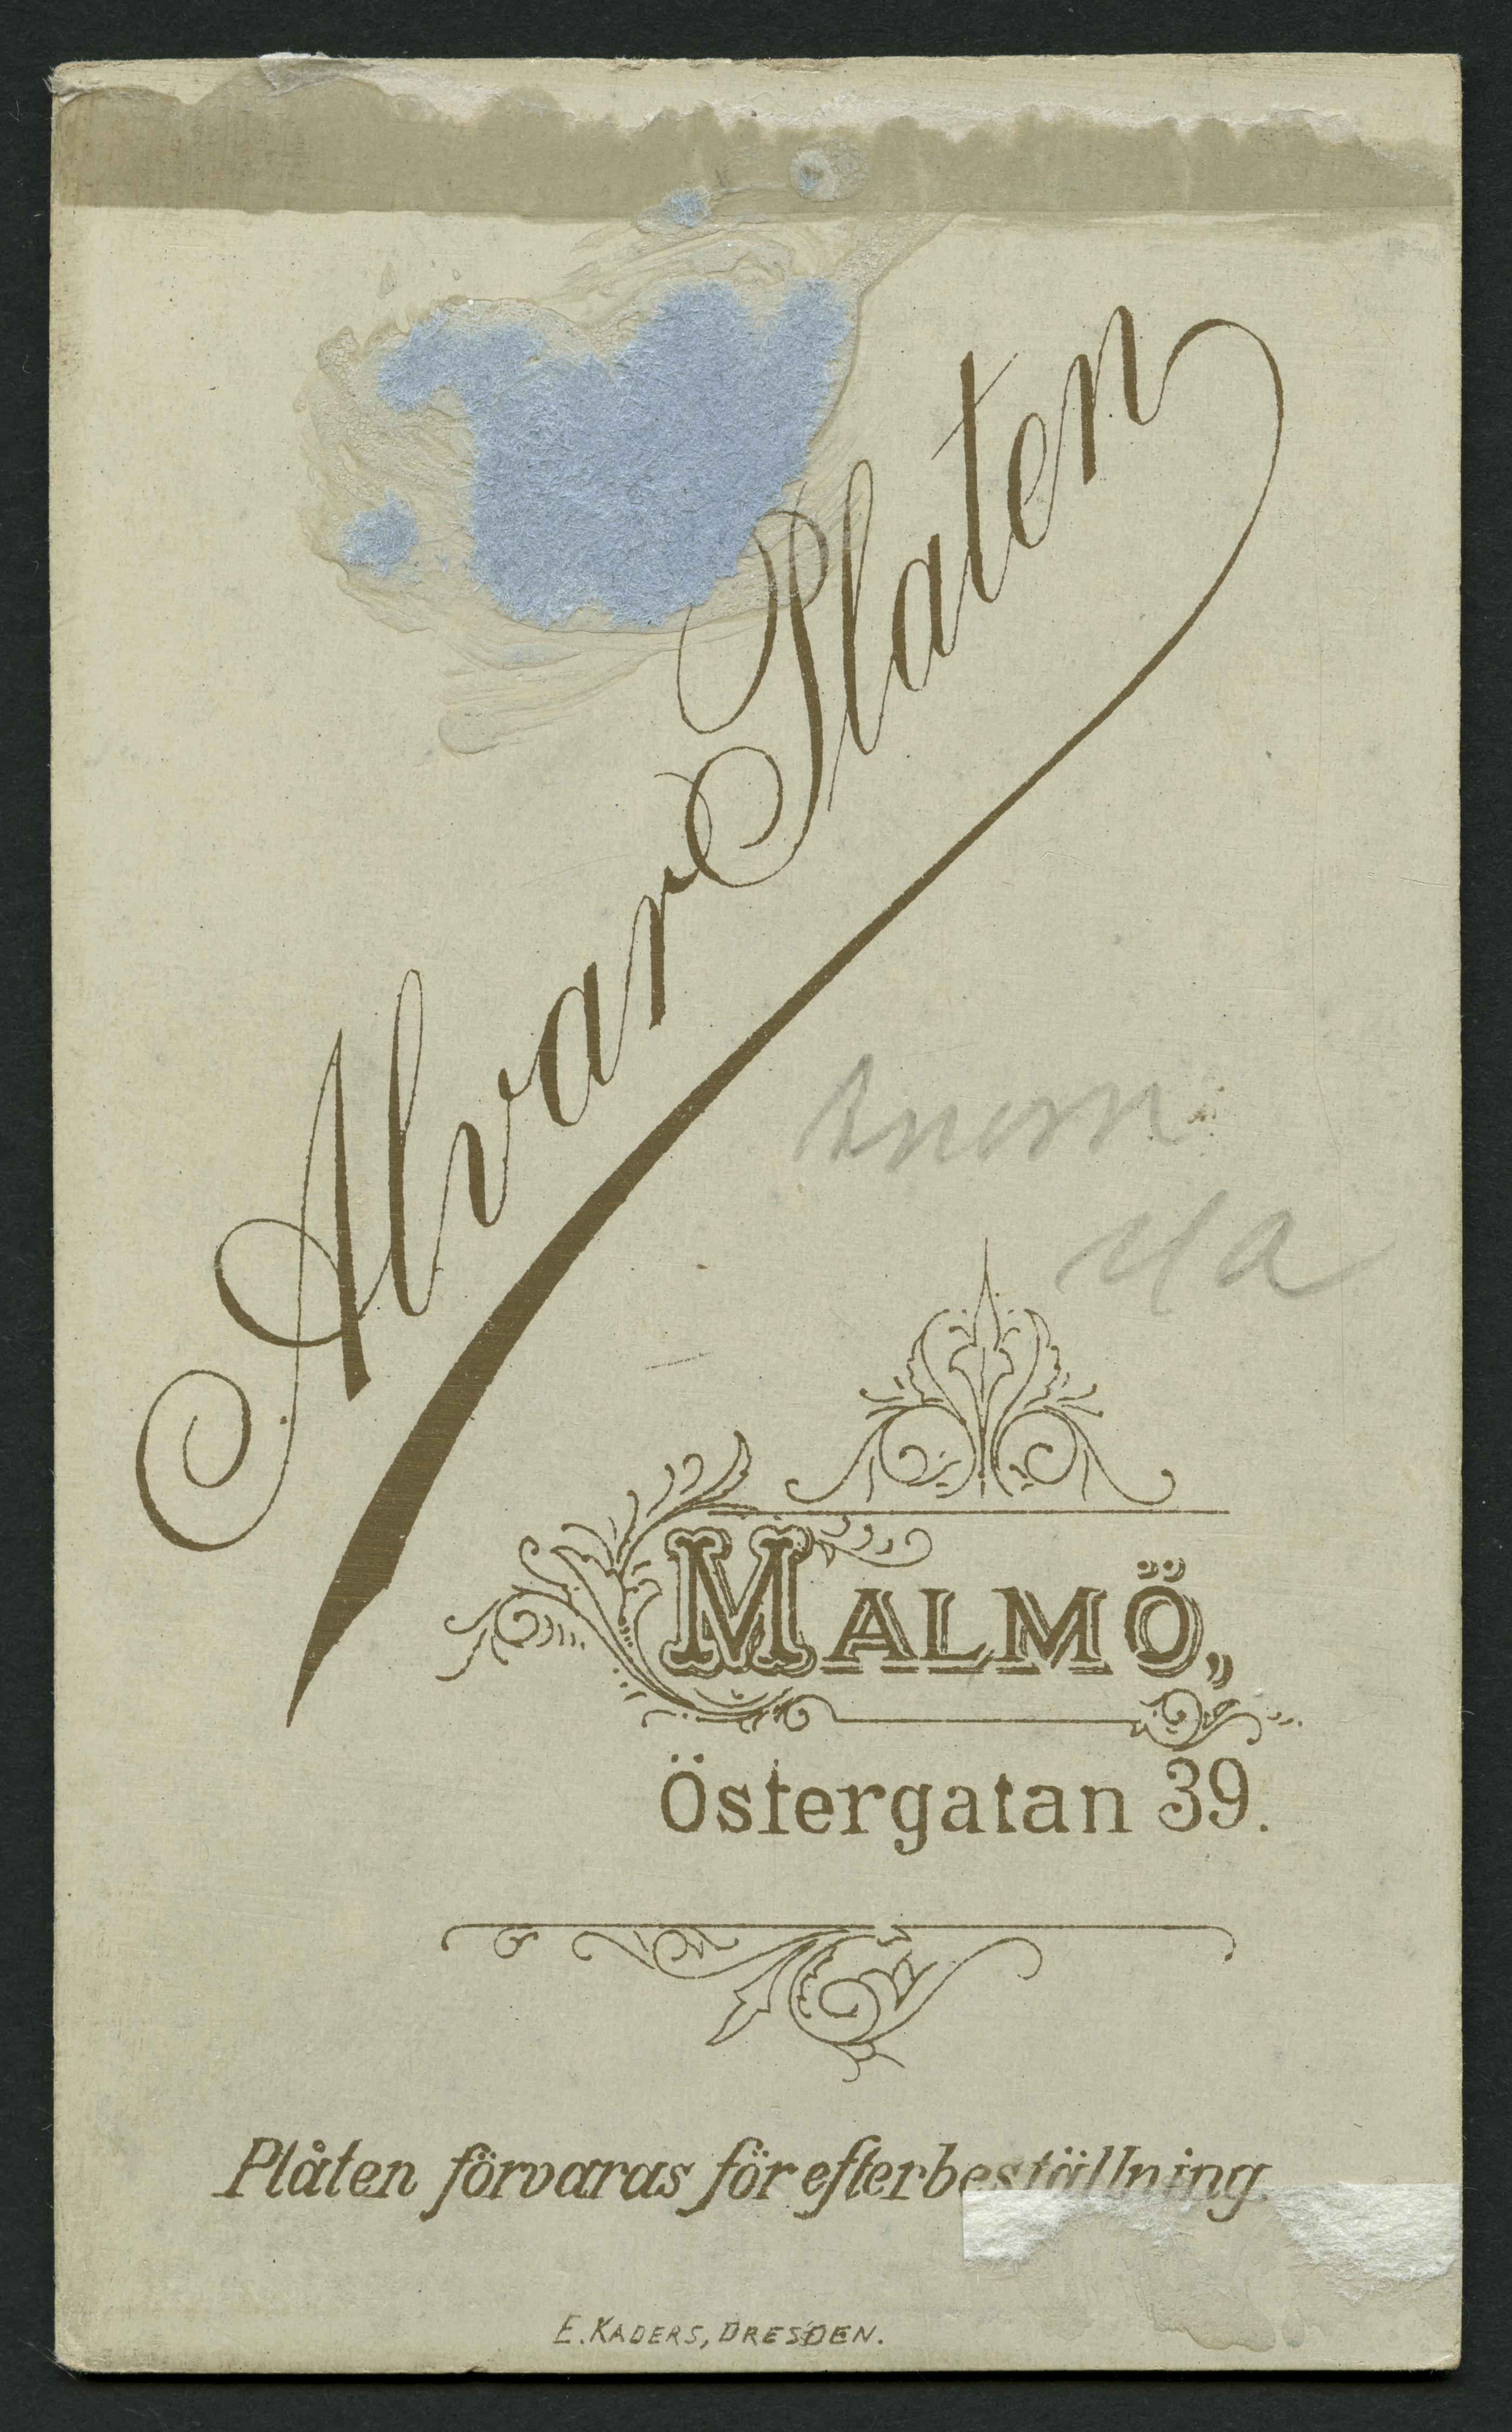 Alvar Platen
MALMÖ,
Östergatan 39.
Plåten förvaras för efterbeställning.
E. KADERS, DRESDEN.